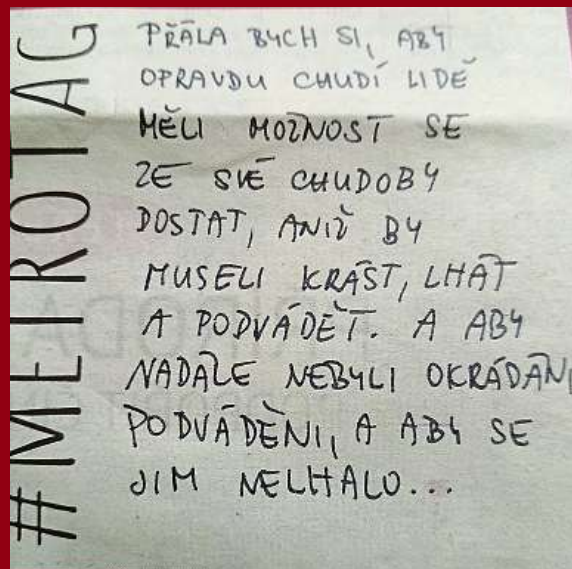 #MEIROTAG
PŘÁLA BYCH SI, ABY
OPRAVDU CHUDÍ LIDÉ
MĚLI MOŽNOST SE
ZE SVÉ CHUDOBY
DOSTAT, ANIŽ BY
MUSELI KRÁST, LHÁT
A PODVÁDĚT. A ABY
NADÁLE NEBYLI OKRÁDÁNI,
PODVÁDĚNI, A ABY SE
JIM NELHALO...